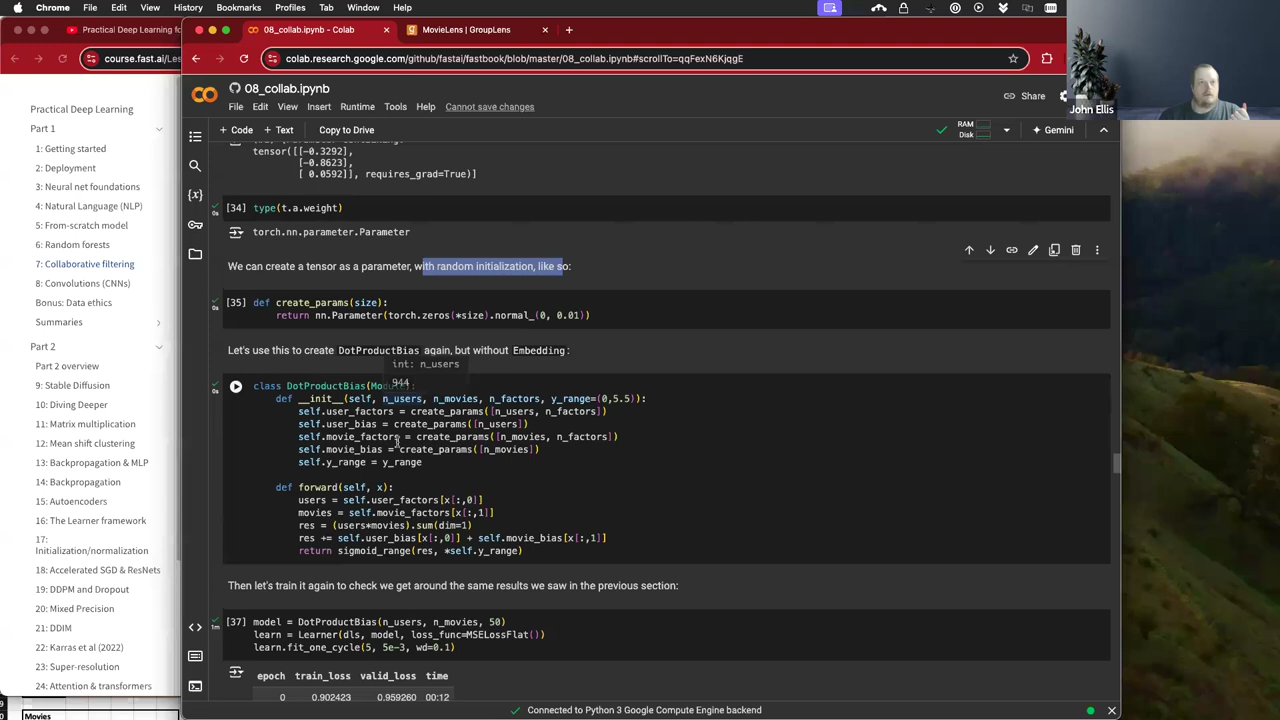 Chrome File Edit View History Bookmarks Profiles Tab Window Help
Practical Deep Learning fo
08_collab.ipynb - Colab
MovieLens | GroupLens
course.fast.ai/Les
colab.research.google.com/github/fastai/fastbook/blob/master/08_collab.ipynb#scrollTo=qqFexN6KjqgE
John Ellis
08_collab.ipynb
File Edit View Insert Runtime Tools Help Cannot save changes
Share
+ Code + Text Copy to Drive
RAM
Disk
Gemini
Practical Deep Learning
Part 1
1: Getting started
2: Deployment
3: Neural net foundations
4: Natural Language (NLP)
5: From-scratch model
6: Random forests
7: Collaborative filtering
8: Convolutions (CNNs)
Bonus: Data ethics
Summaries
Part 2
Part 2 overview
9: Stable Diffusion
10: Diving Deeper
11: Matrix multiplication
12: Mean shift clustering
13: Backpropagation & MLP
14: Backpropagation
15: Autoencoders
16: The Learner framework
17:
Initialization/normalization
18: Accelerated SGD & ResNets
19: DDPM and Dropout
20: Mixed Precision
21: DDIM
22: Karras et al (2022)
23: Super-resolution
24: Attention & transformers
Movies
tensor([[-0.3292],
[-0.8623],
[ 0.0592]], requires_grad=True)]
[34] type(t.a.weight)
0s
torch.nn.parameter.Parameter
We can create a tensor as a parameter, with random initialization, like so:
[35] def create_params(size):
0s
return nn.Parameter(torch.zeros(*size).normal_(0, 0.01))
Let's use this to create DotProductBias again, but without Embedding:
int: n_users
944
0s
class DotProductBias(Module):
def __init__(self, n_users, n_movies, n_factors, y_range=(0,5.5)):
self.user_factors = create_params([n_users, n_factors])
self.user_bias = create_params([n_users])
self.movie_factors = create_params([n_movies, n_factors])
self.movie_bias = create_params([n_movies])
self.y_range = y_range
def forward(self, x):
users = self.user_factors[x[:,0]]
movies = self.movie_factors[x[:,1]]
res = (users*movies).sum(dim=1)
res += self.user_bias[x[:,0]] + self.movie_bias[x[:,1]]
return sigmoid_range(res, *self.y_range)
Then let's train it again to check we get around the same results we saw in the previous section:
[37] model = DotProductBias(n_users, n_movies, 50)
1m
learn = Learner(dls, model, loss_func=MSELossFlat())
learn.fit_one_cycle(5, 5e-3, wd=0.1)
epoch train_loss valid_loss time
0 0.902423 0.959260 00:12
Connected to Python 3 Google Compute Engine backend